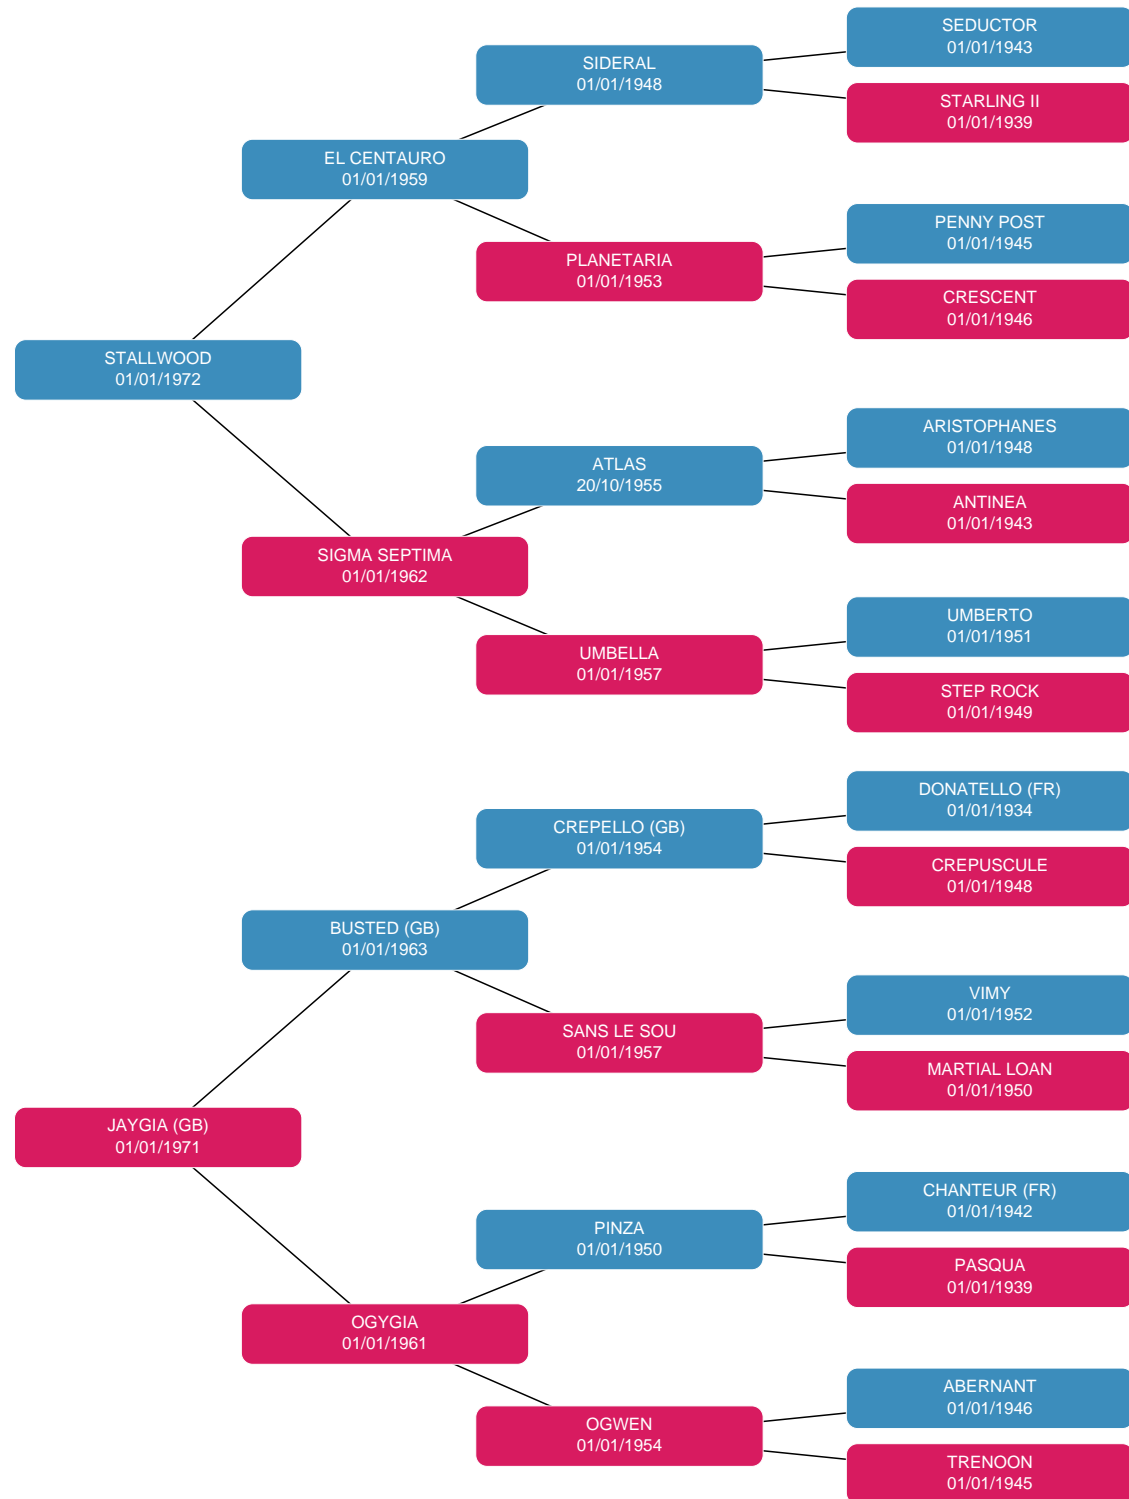 SEDUCTOR
01/01/1943
SIDERAL
01/01/1948
STARLING II
01/01/1939
EL CENTAURO
01/01/1959
PENNY POST
01/01/1945
PLANETARIA
01/01/1953
CRESCENT
01/01/1946
STALLWOOD
01/01/1972
ARISTOPHANES
01/01/1948
ATLAS
20/10/1955
ANTINEA
01/01/1943
SIGMA SEPTIMA
01/01/1962
UMBERTO
01/01/1951
UMBELLA
01/01/1957
STEP ROCK
01/01/1949
DONATELLO (FR)
01/01/1934
CREPELLO (GB)
01/01/1954
CREPUSCULE
01/01/1948
BUSTED (GB)
01/01/1963
VIMY
01/01/1952
SANS LE SOU
01/01/1957
MARTIAL LOAN
01/01/1950
JAYGIA (GB)
01/01/1971
CHANTEUR (FR)
01/01/1942
PINZA
01/01/1950
PASQUA
01/01/1939
OGYGIA
01/01/1961
ABERNANT
01/01/1946
OGWEN
01/01/1954
TRENOON
01/01/1945